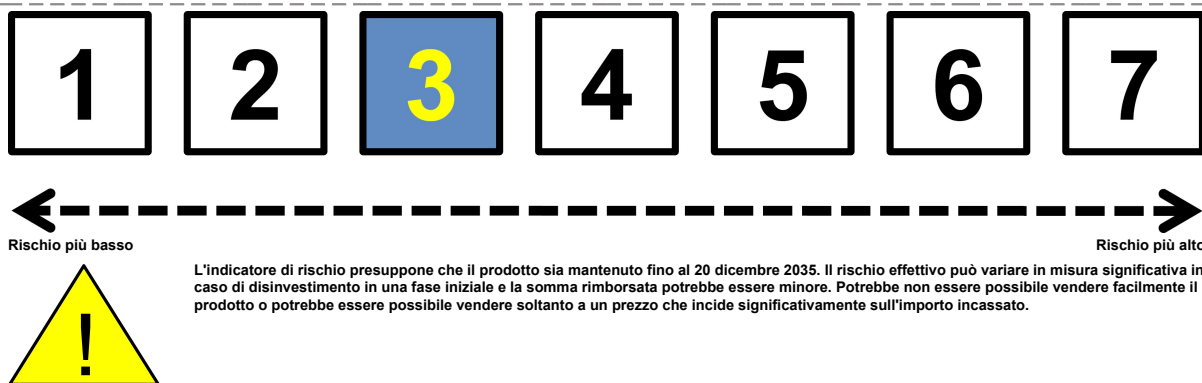 1 2 3 4 5 6 7
Rischio più basso Rischio più alto
L'indicatore di rischio presuppone che il prodotto sia mantenuto fino al 20 dicembre 2035. Il rischio effettivo può variare in misura significativa in
caso di disinvestimento in una fase iniziale e la somma rimborsata potrebbe essere minore. Potrebbe non essere possibile vendere facilmente il
prodotto o potrebbe essere possibile vendere soltanto a un prezzo che incide significativamente sull'importo incassato.
!